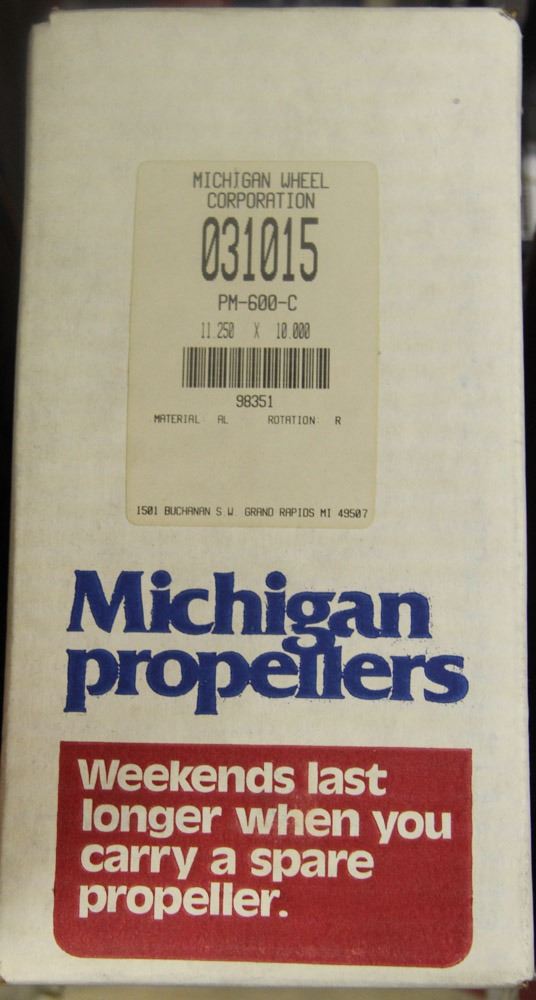 MICHIGAN WHEEL
CORPORATION
031015
PM-600-C
11.250 X 10.000
98351
MATERIAL AL ROTATION R
1501 BUCHANAN S.W. GRAND RAPIDS MI 49507
Michigan
propellers
Weekends last
longer when you
carry a spare
propeller.